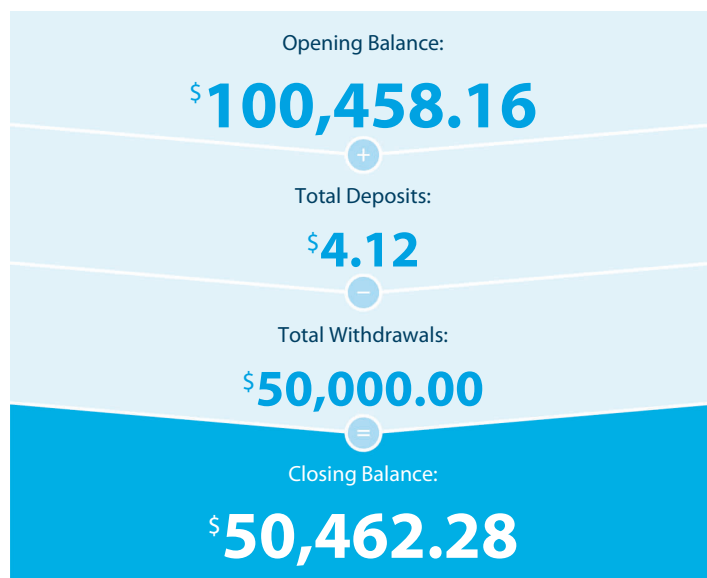 Opening Balance:
$100,458.16
+
Total Deposits:
$4.12
−
Total Withdrawals:
$50,000.00
=
Closing Balance:
$50,462.28